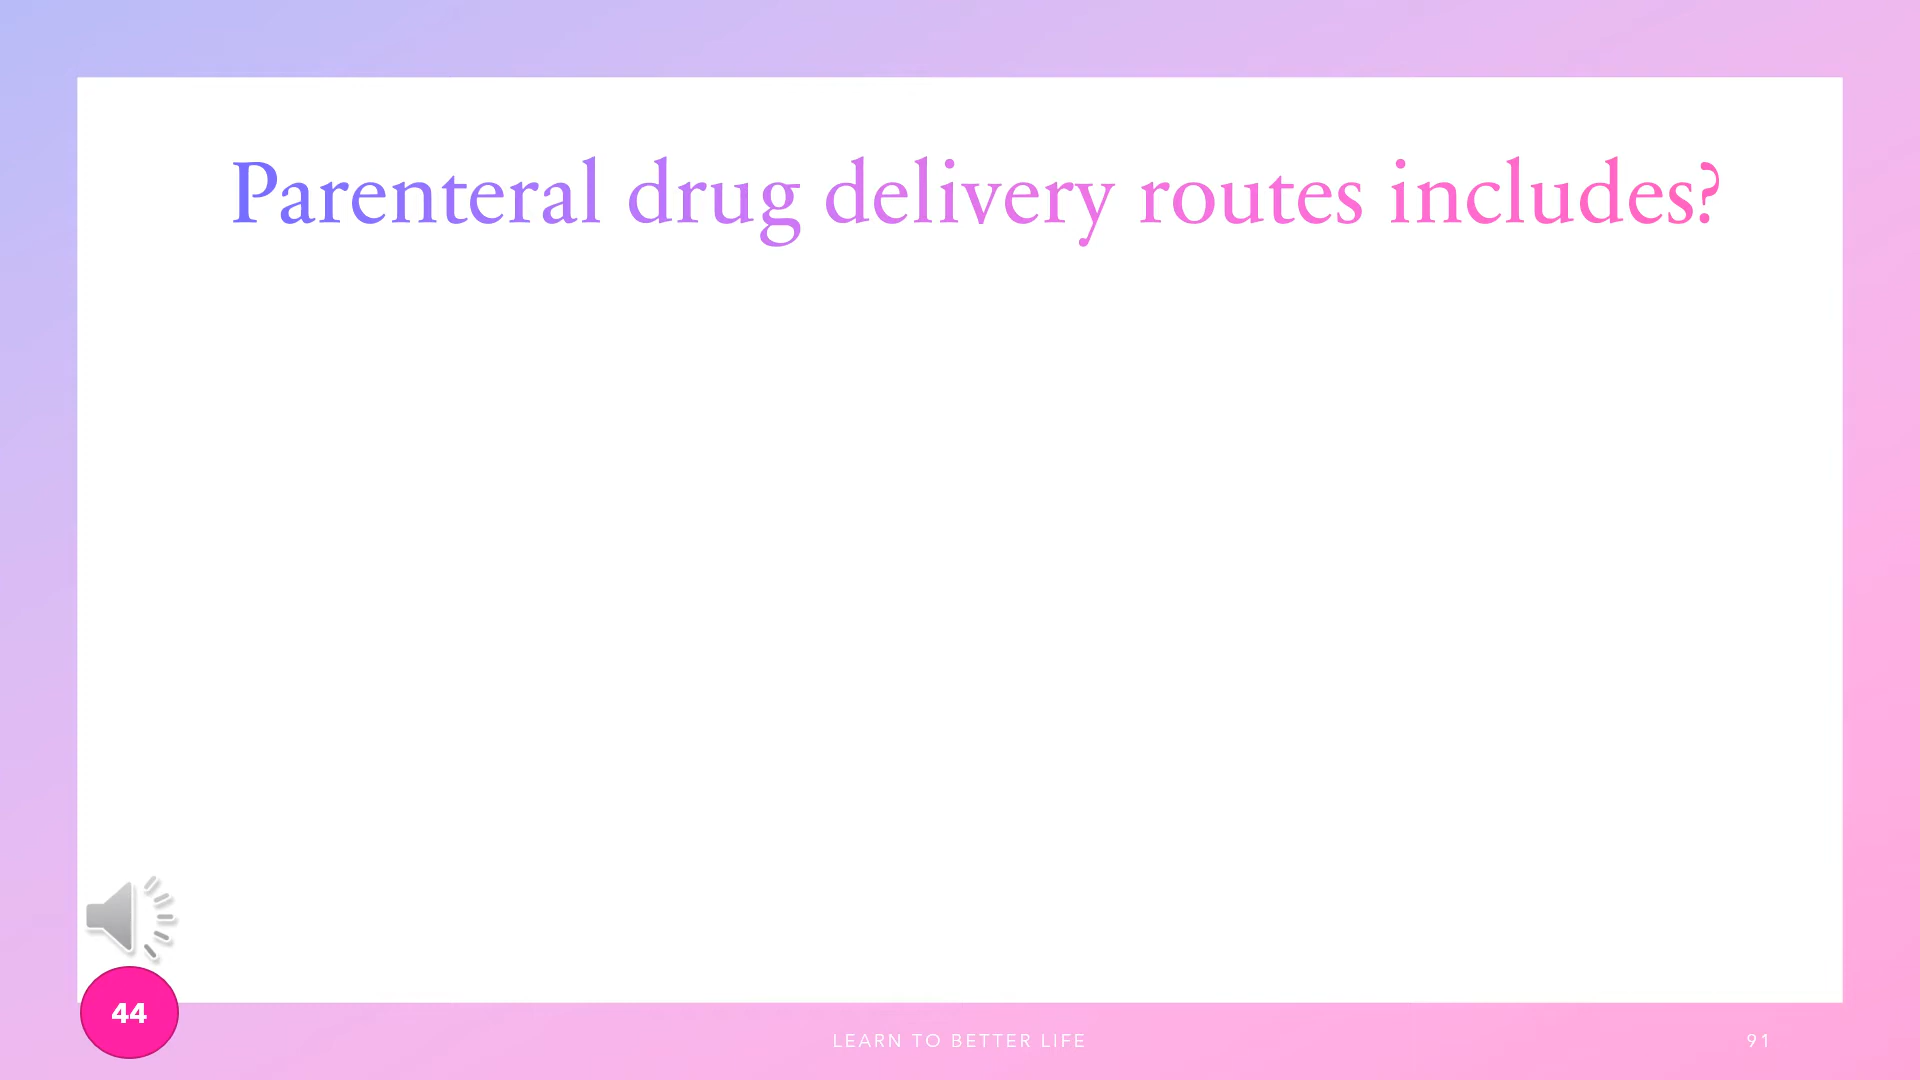 Parenteral drug delivery routes includes?
44
LEARN TO BETTER LIFE
91